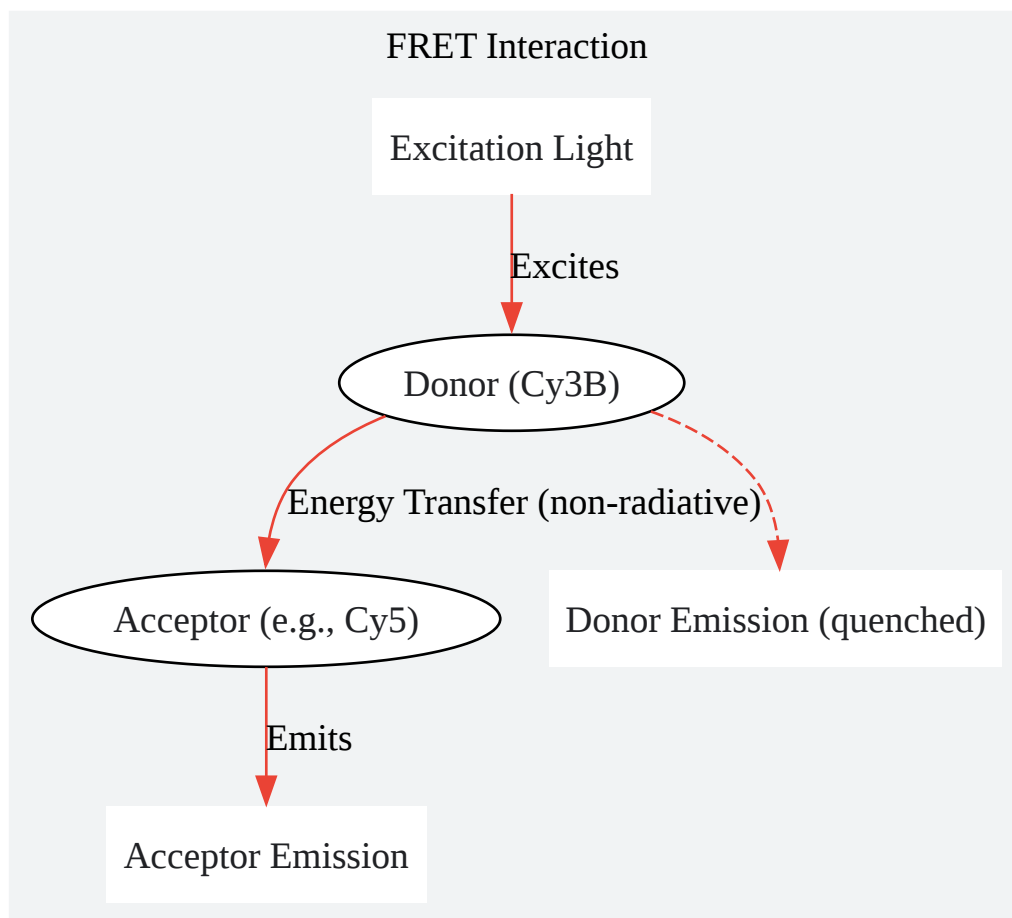 FRET Interaction
Excitation Light
Excites
Donor (Cy3B)
Energy Transfer (non-radiative)
Acceptor (e.g., Cy5)
Donor Emission (quenched)
Emits
Acceptor Emission